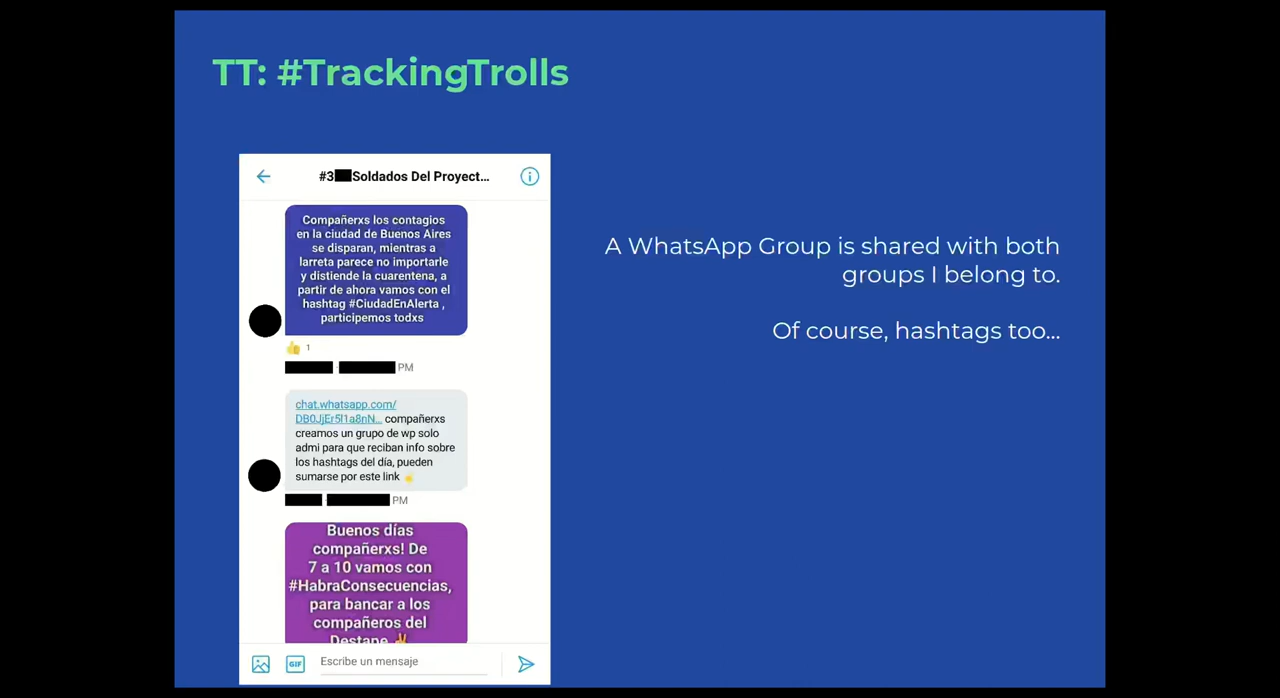 TT: #TrackingTrolls
#3 Soldados Del Proyect...
Compañerxs los contagios
en la ciudad de Buenos Aires
se disparan, mientras a
larreta parece no importarle
y distiende la cuarentena, a
partir de ahora vamos con el
hashtag #CiudadEnAlerta ,
participemos todxs
1
PM
chat.whatsapp.com/
DB0JjEr5l1a8nN... compañerxs
creamos un grupo de wp solo
admi para que reciban info sobre
los hashtags del día, pueden
sumarse por este link
PM
Buenos días
compañerxs! De
7 a 10 vamos con
#HabraConsecuencias,
para bancar a los
compañeros del
Destape
GIF
Escribe un mensaje
A WhatsApp Group is shared with both
groups I belong to.
Of course, hashtags too...